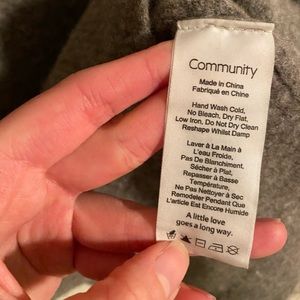 Community
Made in China
Fabriqué en Chine
Hand Wash Cold,
No Bleach, Dry Flat,
Low Iron, Do Not Dry Clean
Reshape Whilst Damp
Laver à La Main à
L'eau Froide,
Pas De Blanchiment,
Sécher à Plat,
Repasser à Basse
Température,
Ne Pas Nettoyer à Sec
Remodeler Pendant Que
L'article Est Encore Humide
A little love
goes a long way.